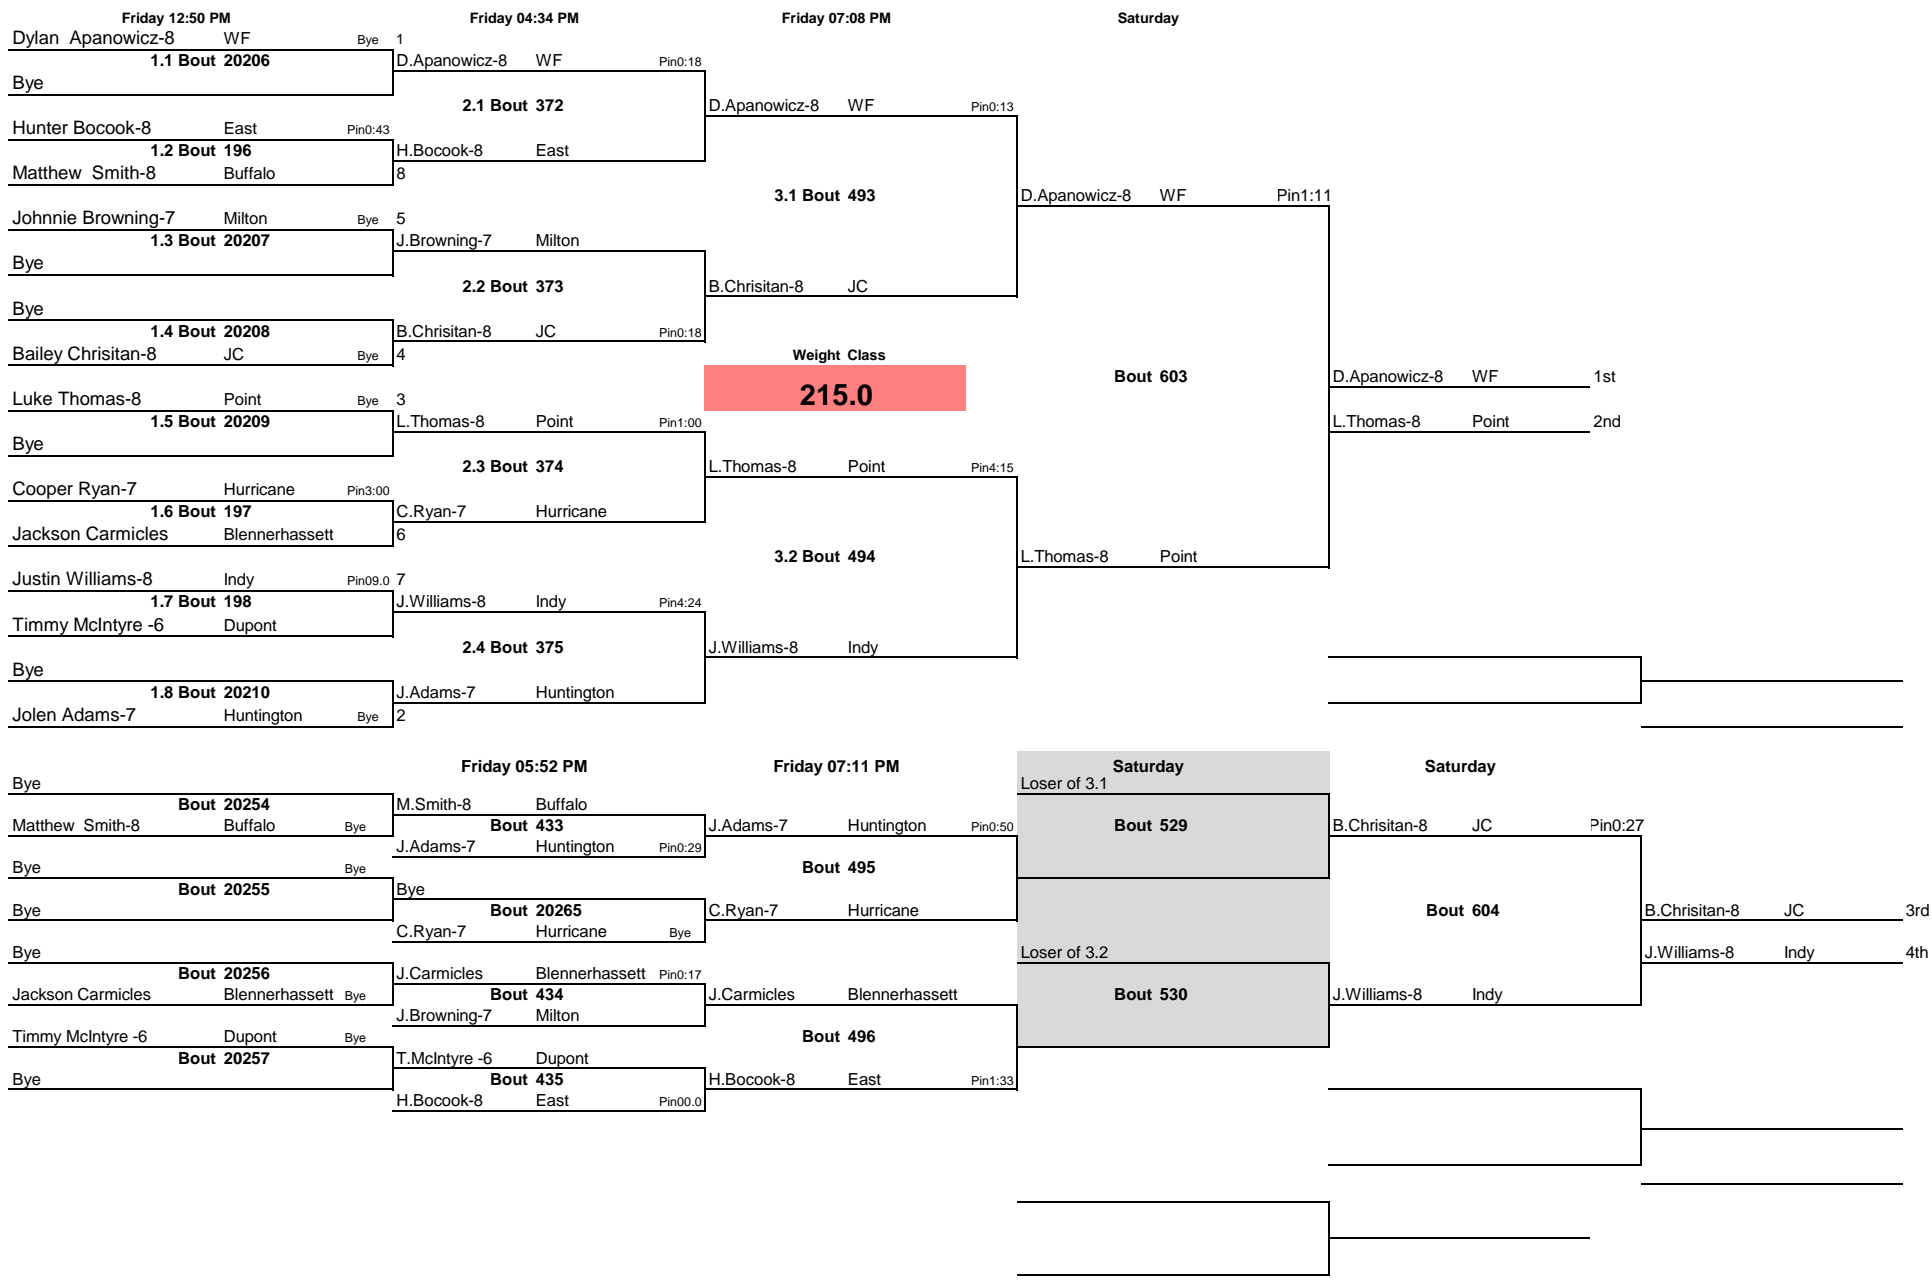 Friday 12:50 PM Friday 04:34 PM Friday 07:08 PM Saturday
Dylan  Apanowicz-8 WF Bye 1
1.1 Bout 20206 D.Apanowicz-8 WF Pin0:18
Bye
2.1 Bout 372 D.Apanowicz-8 WF Pin0:13
Hunter Bocook-8 East Pin0:43
1.2 Bout 196 H.Bocook-8 East
Matthew  Smith-8 Buffalo 8
3.1 Bout 493 D.Apanowicz-8 WF Pin1:11
Johnnie Browning-7 Milton Bye 5
1.3 Bout 20207 J.Browning-7 Milton
Bye
2.2 Bout 373 B.Chrisitan-8 JC
Bye
1.4 Bout 20208 B.Chrisitan-8 JC Pin0:18
Bailey Chrisitan-8 JC Bye 4 Weight Class
Bout 603 D.Apanowicz-8 WF 1st
Luke Thomas-8 Point Bye 3 215.0
1.5 Bout 20209 L.Thomas-8 Point Pin1:00 L.Thomas-8 Point 2nd
Bye
2.3 Bout 374 L.Thomas-8 Point Pin4:15
Cooper Ryan-7 Hurricane Pin3:00
1.6 Bout 197 C.Ryan-7 Hurricane
Jackson Carmicles Blennerhassett 6
3.2 Bout 494 L.Thomas-8 Point
Justin Williams-8 Indy Pin09.0 7
1.7 Bout 198 J.Williams-8 Indy Pin4:24
Timmy McIntyre -6 Dupont
2.4 Bout 375 J.Williams-8 Indy
Bye
1.8 Bout 20210 J.Adams-7 Huntington
Jolen Adams-7 Huntington Bye 2
Friday 05:52 PM Friday 07:11 PM Saturday Saturday
Bye Loser of 3.1
Bout 20254 M.Smith-8 Buffalo
Matthew  Smith-8 Buffalo Bye Bout 433 J.Adams-7 Huntington Pin0:50 Bout 529 B.Chrisitan-8 JC Pin0:27
J.Adams-7 Huntington Pin0:29
Bye Bye Bout 495
Bout 20255 Bye
Bye Bout 20265 C.Ryan-7 Hurricane Bout 604 B.Chrisitan-8 JC 3rd
C.Ryan-7 Hurricane Bye
Bye Loser of 3.2 J.Williams-8 Indy 4th
Bout 20256 J.Carmicles Blennerhassett Pin0:17
Jackson Carmicles Blennerhassett Bye Bout 434 J.Carmicles Blennerhassett Bout 530 J.Williams-8 Indy
J.Browning-7 Milton
Timmy McIntyre -6 Dupont Bye Bout 496
Bout 20257 T.McIntyre -6 Dupont
Bye Bout 435 H.Bocook-8 East Pin1:33
H.Bocook-8 East Pin00.0